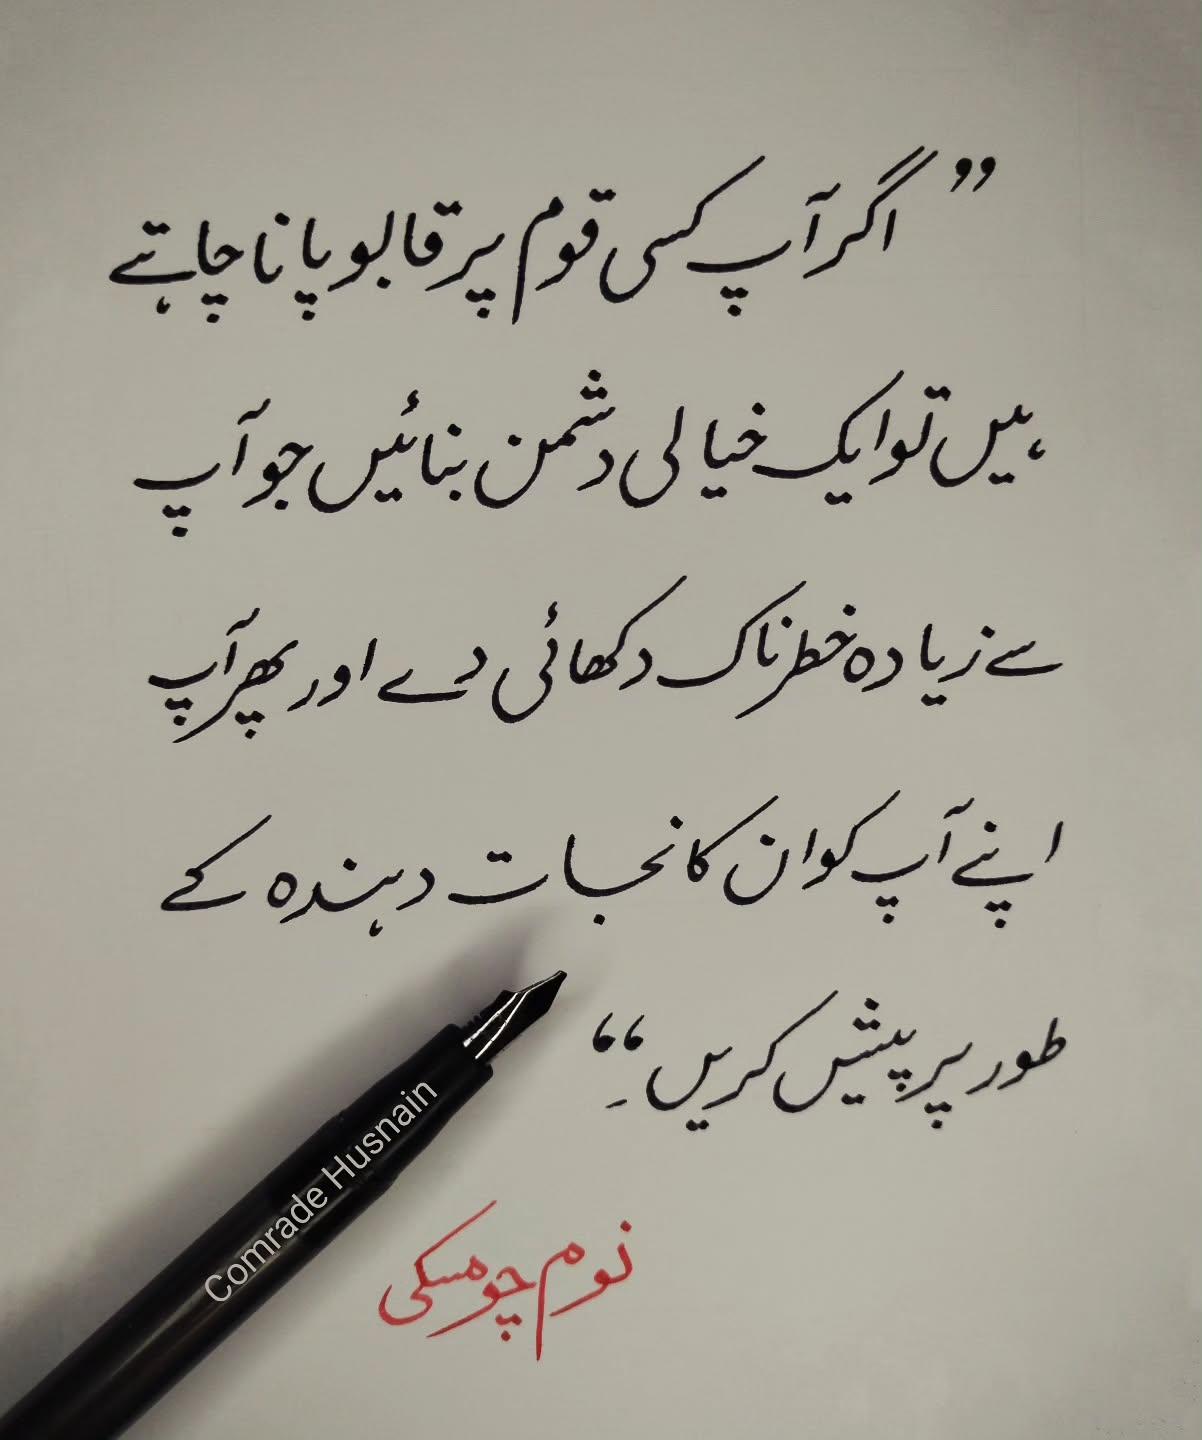 ”اگر آپ کسی قوم پر قابو پانا چاہتے
ہیں تو ایک خیالی دشمن بنائیں جو آپ
سے زیادہ خطرناک دکھائی دے اور پھر آپ
اپنے آپ کو ان کا نجات دہندہ کے
طور پر پیش کریں۔“
نوم چومسکی
Comrade Husnain